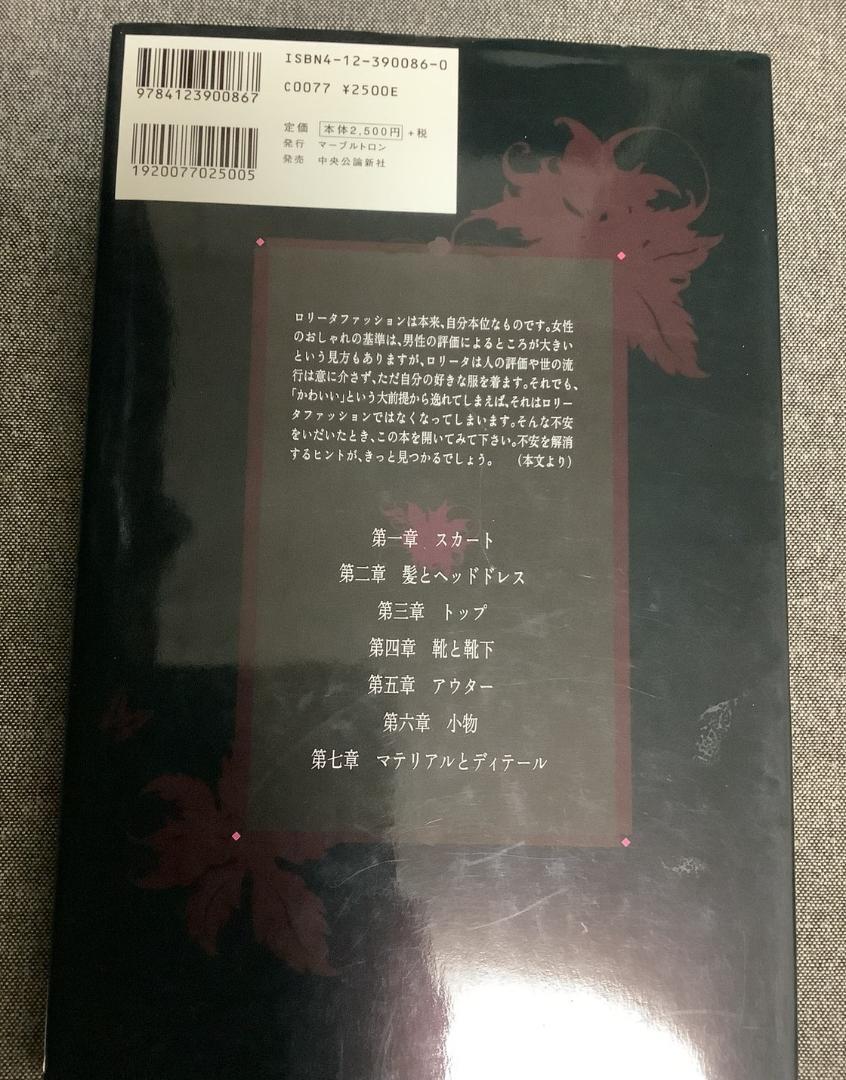 ISBN4-12-390086-0
9784123900867
C0077 ¥2500E
1920077025005
定価 本体2,500円 +税
発行 マーブルトロン
発売 中央公論新社
ロリータファッションは本来、自分本位なものです。女性
のおしゃれの基準は、男性の評価によるところが大きい
という見方もありますが、ロリータは人の評価や世の流
行は意に介さず、ただ自分の好きな服を着ます。それでも、
「かわいい」という大前提から逸れてしまえば、それはロリー
タファッションではなくなってしまいます。そんな不安
をいだいたとき、この本を開いてみて下さい。不安を解消
するヒントが、きっと見つかるでしょう。 (本文より)
第一章 スカート
第二章 髪とヘッドドレス
第三章 トップ
第四章 靴と靴下
第五章 アウター
第六章 小物
第七章 マテリアルとディテール